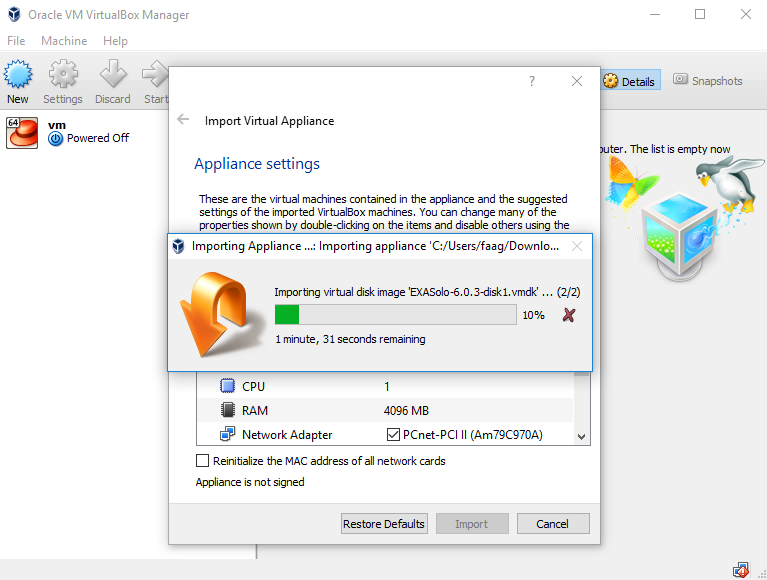 Oracle VM VirtualBox Manager
File Machine Help
New Settings Discard Start
Details Snapshots
64
vm
Powered Off
?
Import Virtual Appliance
puter. The list is empty now
Appliance settings
These are the virtual machines contained in the appliance and the suggested
settings of the imported VirtualBox machines. You can change many of the
properties shown by double-clicking on the items and disable others using the
Importing Appliance ...: Importing appliance 'C:/Users/faag/Downlo...
Importing virtual disk image 'EXASolo-6.0.3-disk1.vmdk' ... (2/2)
10%
1 minute, 31 seconds remaining
CPU 1
RAM 4096 MB
Network Adapter PCnet-PCI II (Am79C970A)
Reinitialize the MAC address of all network cards
Appliance is not signed
Restore Defaults Import Cancel